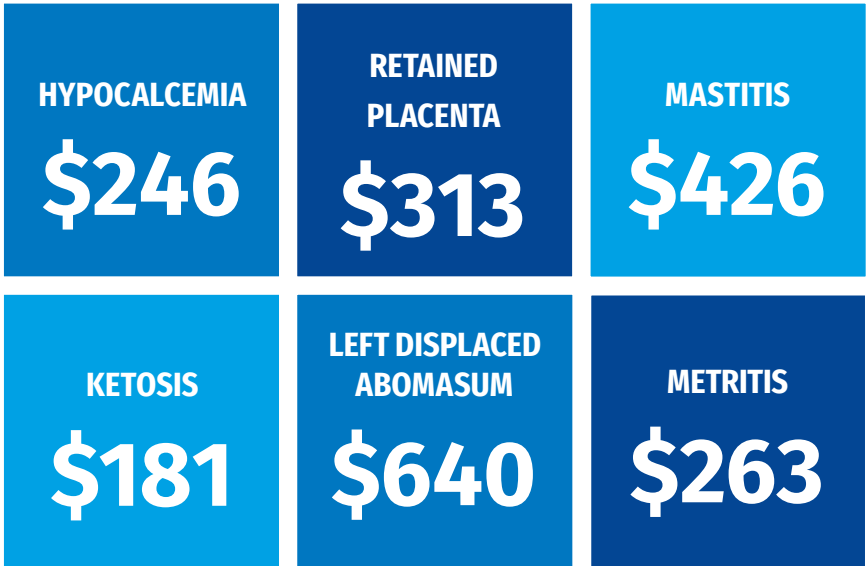 HYPOCALCEMIA
$246
RETAINED
PLACENTA
$313
MASTITIS
$426
KETOSIS
$181
LEFT DISPLACED
ABOMASUM
$640
METRITIS
$263